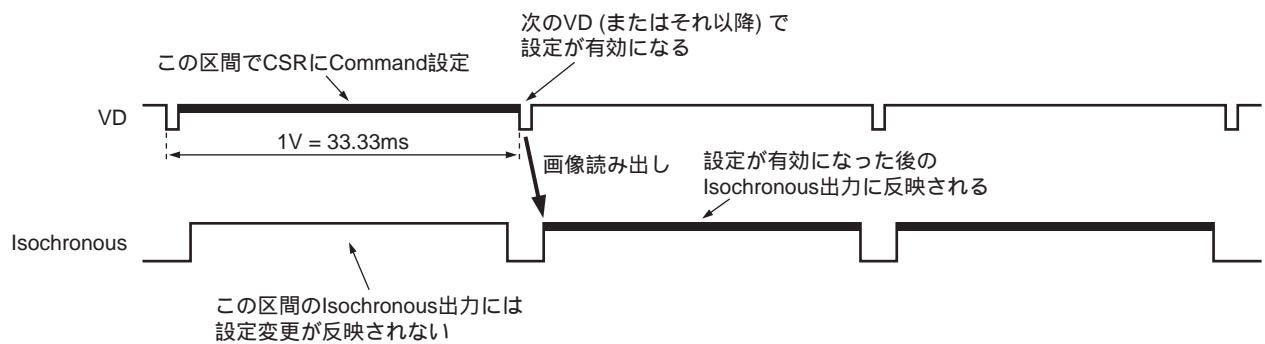 次のVD (またはそれ以降) で
設定が有効になる
この区間でCSRにCommand設定
VD
1V = 33.33ms
画像読み出し
設定が有効になった後の
Isochronous出力に反映される
Isochronous
この区間のIsochronous出力には
設定変更が反映されない